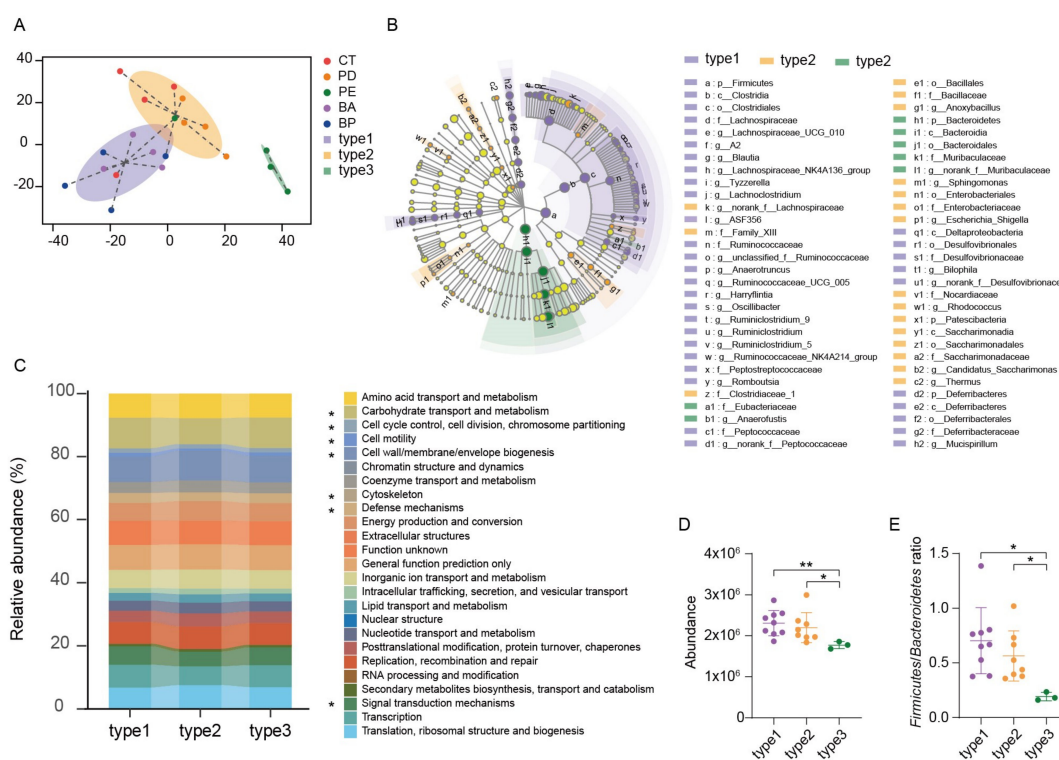 A
40
20
0
-20
-40
-20
0
20
40
CT
PD
PE
BA
BP
type1
type2
type3
B
type1
type2
type2
a : p__Firmicutes
b : c__Clostridia
c : o__Clostridiales
d : f__Lachnospiraceae
e : g__Lachnospiraceae_UCG_010
f : g__A2
g : g__Blautia
h : g__Lachnospiraceae_NK4A136_group
i : g__Tyzzerella
j : g__Lachnoclostridium
k : g__norank_f__Lachnospiraceae
l : g__ASF356
m : f__Family_XIII
n : f__Ruminococcaceae
o : g__unclassified_f__Ruminococcaceae
p : g__Anaerotruncus
q : g__Ruminococcaceae_UCG_005
r : g__Harryflintia
s : g__Oscillibacter
t : g__Ruminiclostridium_9
u : g__Ruminiclostridium
v : g__Ruminiclostridium_5
w : g__Ruminococcaceae_NK4A214_group
x : f__Peptostreptococcaceae
y : g__Romboutsia
z : f__Clostridiaceae_1
a1 : f__Eubacteriaceae
b1 : g__Anaerofustis
c1 : f__Peptococcaceae
d1 : g__norank_f__Peptococcaceae
e1 : o__Bacillales
f1 : f__Bacillaceae
g1 : g__Anoxybacillus
h1 : p__Bacteroidetes
i1 : c__Bacteroidia
j1 : o__Bacteroidales
k1 : f__Muribaculaceae
l1 : g__norank_f__Muribaculaceae
m1 : g__Sphingomonas
n1 : o__Enterobacteriales
o1 : f__Enterobacteriaceae
p1 : g__Escherichia_Shigella
q1 : c__Deltaproteobacteria
r1 : o__Desulfovibrionales
s1 : f__Desulfovibrionaceae
t1 : g__Bilophila
u1 : g__norank_f__Desulfovibrionace
v1 : f__Nocardiaceae
w1 : g__Rhodococcus
x1 : p__Patescibacteria
y1 : c__Saccharimonadia
z1 : o__Saccharimonadales
a2 : f__Saccharimonadaceae
b2 : g__Candidatus_Saccharimonas
c2 : g__Thermus
d2 : p__Deferribacteres
e2 : c__Deferribacteres
f2 : o__Deferribacterales
g2 : f__Deferribacteraceae
h2 : g__Mucispirillum
C
Relative abundance (%)
100
80
60
40
20
0
type1
type2
type3
Amino acid transport and metabolism
* Carbohydrate transport and metabolism
* Cell cycle control, cell division, chromosome partitioning
* Cell motility
* Cell wall/membrane/envelope biogenesis
Chromatin structure and dynamics
Coenzyme transport and metabolism
* Cytoskeleton
* Defense mechanisms
Energy production and conversion
Extracellular structures
Function unknown
General function prediction only
Inorganic ion transport and metabolism
Intracellular trafficking, secretion, and vesicular transport
Lipid transport and metabolism
Nuclear structure
Nucleotide transport and metabolism
Posttranslational modification, protein turnover, chaperones
Replication, recombination and repair
RNA processing and modification
Secondary metabolites biosynthesis, transport and catabolism
* Signal transduction mechanisms
Transcription
Translation, ribosomal structure and biogenesis
D
Abundance
4x10⁶
3x10⁶
2x10⁶
1x10⁶
0
**
*
type1
type2
type3
E
Firmicutes/Bacteroidetes ratio
1.5
1.0
0.5
0.0
*
*
type1
type2
type3